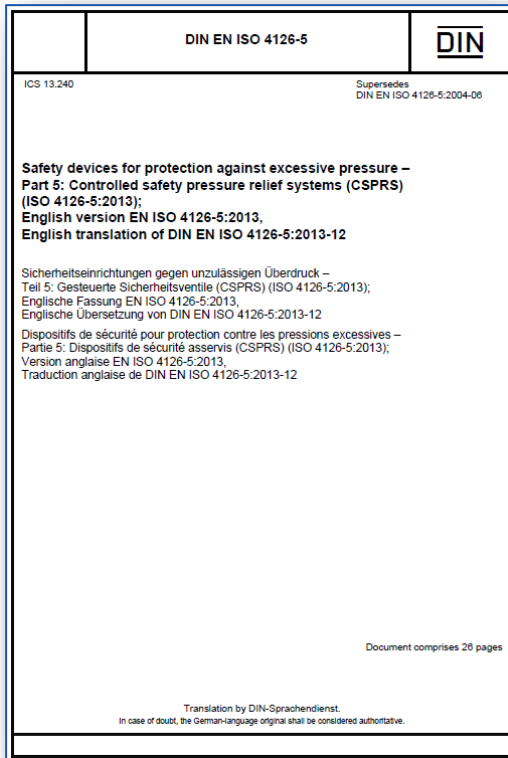 DIN EN ISO 4126-5
DIN
ICS 13.240
Supersedes
DIN EN ISO 4126-5:2004-06
Safety devices for protection against excessive pressure –
Part 5: Controlled safety pressure relief systems (CSPRS)
(ISO 4126-5:2013);
English version EN ISO 4126-5:2013,
English translation of DIN EN ISO 4126-5:2013-12
Sicherheitseinrichtungen gegen unzulässigen Überdruck –
Teil 5: Gesteuerte Sicherheitsventile (CSPRS) (ISO 4126-5:2013);
Englische Fassung EN ISO 4126-5:2013,
Englische Übersetzung von DIN EN ISO 4126-5:2013-12
Dispositifs de sécurité pour protection contre les pressions excessives –
Partie 5: Dispositifs de sécurité asservis (CSPRS) (ISO 4126-5:2013);
Version anglaise EN ISO 4126-5:2013,
Traduction anglaise de DIN EN ISO 4126-5:2013-12
Document comprises 26 pages
Translation by DIN-Sprachendienst.
In case of doubt, the German-language original shall be considered authoritative.